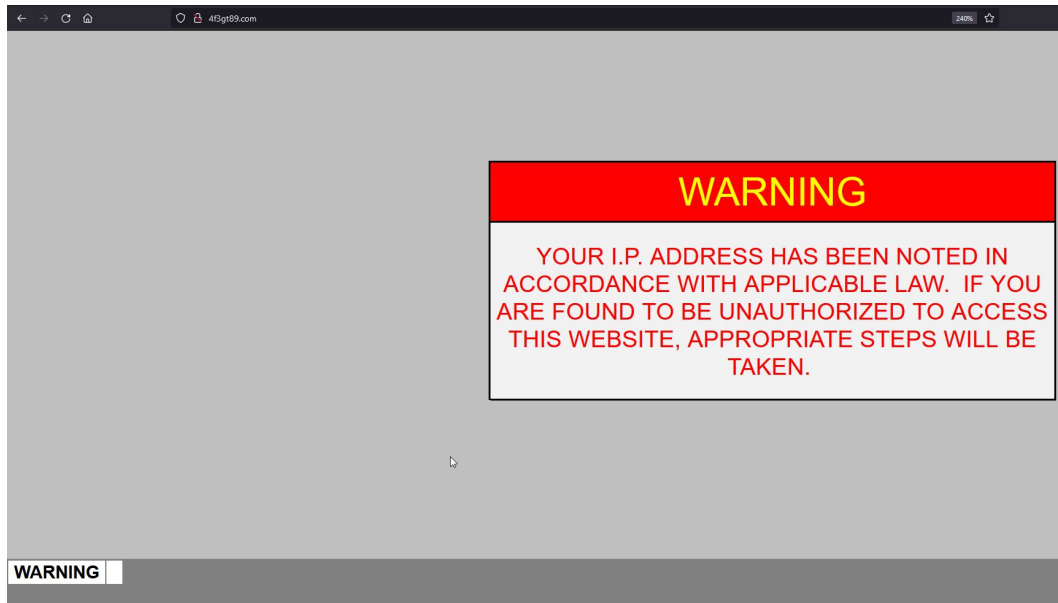 4f3gt89.com
240%
WARNING
YOUR I.P. ADDRESS HAS BEEN NOTED IN
ACCORDANCE WITH APPLICABLE LAW.  IF YOU
ARE FOUND TO BE UNAUTHORIZED TO ACCESS
THIS WEBSITE, APPROPRIATE STEPS WILL BE
TAKEN.
WARNING